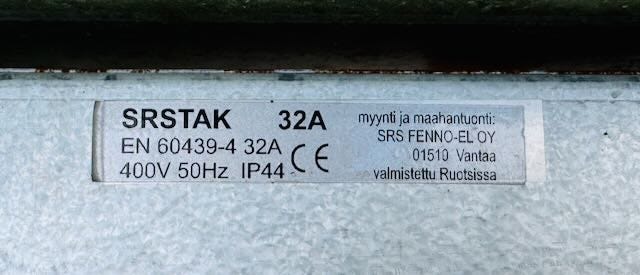 SRSTAK 32A
EN 60439-4 32A
400V 50Hz IP44 CE
myynti ja maahantuonti:
SRS FENNO-EL OY
01510 Vantaa
valmistettu Ruotsissa